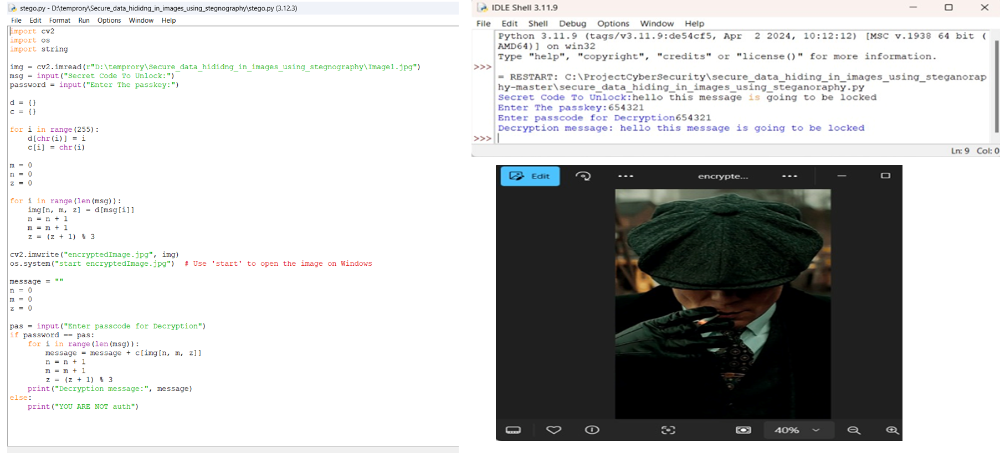 stego.py - D:\temprory\Secure_data_hididng_in_images_using_stegnography\stego.py (3.12.3)
File Edit Format Run Options Window Help
import cv2
import os
import string
img = cv2.imread(r"D:\temprory\Secure_data_hididng_in_images_using_stegnography\Image1.jpg")
msg = input("Secret Code To Unlock:")
password = input("Enter The passkey:")
d = {}
c = {}
for i in range(255):
    d[chr(i)] = i
    c[i] = chr(i)
m = 0
n = 0
z = 0
for i in range(len(msg)):
    img[n, m, z] = d[msg[i]]
    n = n + 1
    m = m + 1
    z = (z + 1) % 3
cv2.imwrite("encryptedImage.jpg", img)
os.system("start encryptedImage.jpg")  # Use 'start' to open the image on Windows
message = ""
n = 0
m = 0
z = 0
pas = input("Enter passcode for Decryption")
if password == pas:
    for i in range(len(msg)):
        message = message + c[img[n, m, z]]
        n = n + 1
        m = m + 1
        z = (z + 1) % 3
    print("Decryption message:", message)
else:
    print("YOU ARE NOT auth")
IDLE Shell 3.11.9
File Edit Shell Debug Options Window Help
Python 3.11.9 (tags/v3.11.9:de54cf5, Apr  2 2024, 10:12:12) [MSC v.1938 64 bit (
AMD64)] on win32
Type "help", "copyright", "credits" or "license()" for more information.
>>>
= RESTART: C:\ProjectCyberSecurity\secure_data_hiding_in_images_using_steganorap
hy-master\secure_data_hiding_in_images_using_steganoraphy.py
Secret Code To Unlock:hello this message is going to be locked
Enter The passkey:654321
Enter passcode for Decryption654321
Decryption message: hello this message is going to be locked
>>>
Ln: 9 Col: 0
Edit
encrypte...
40%